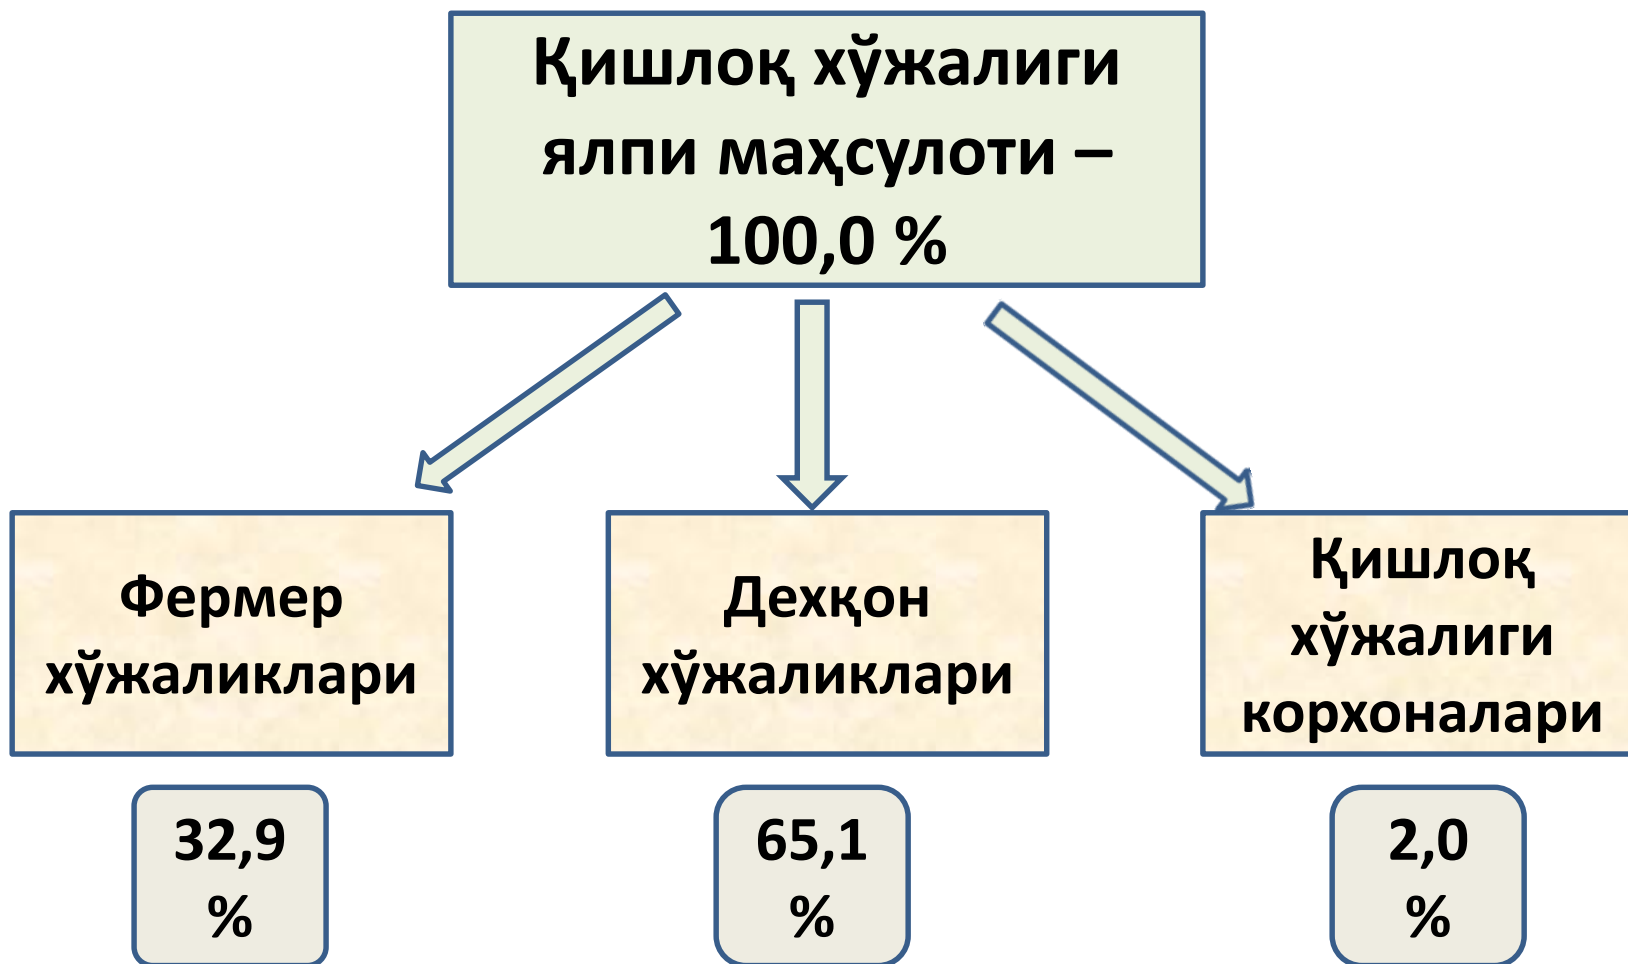 Қишлоқ хўжалиги
ялпи маҳсулоти –
100,0 %
Фермер
хўжаликлари
Дехқон
хўжаликлари
Қишлоқ
хўжалиги
корхоналари
32,9
%
65,1
%
2,0
%